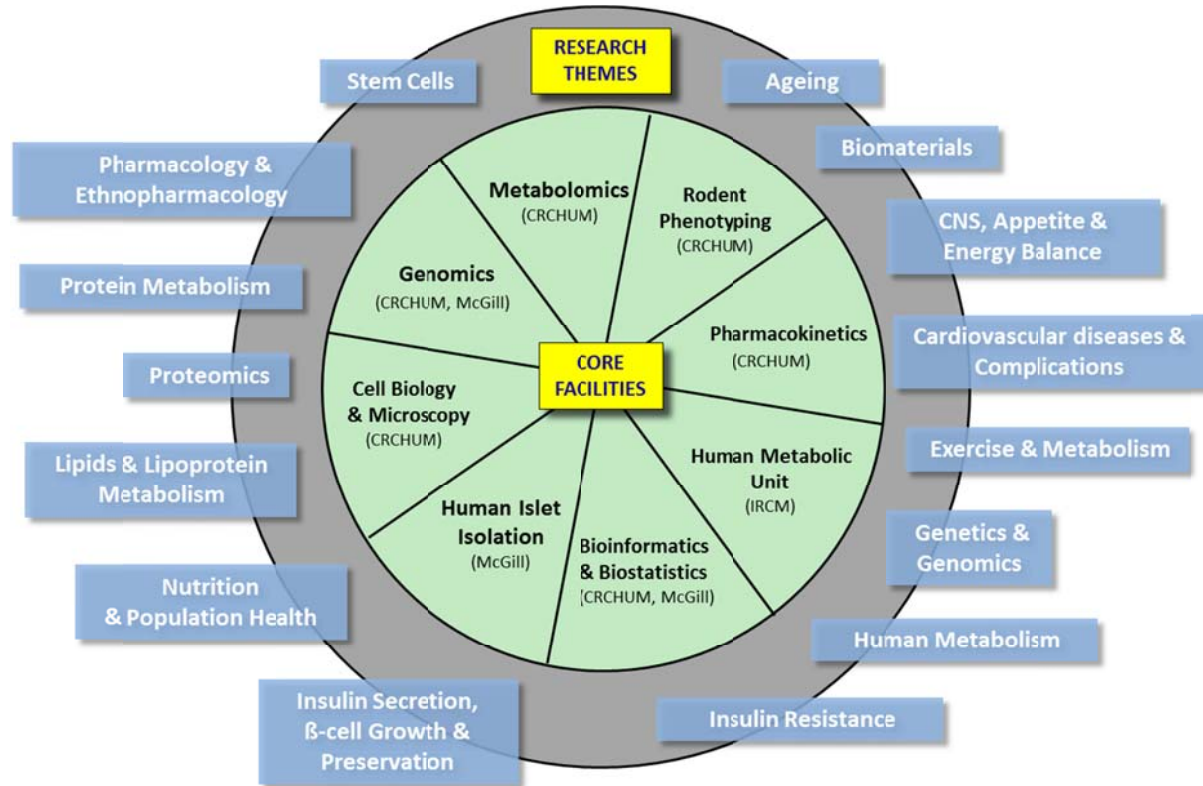 RESEARCH
THEMES
Stem Cells
Ageing
Biomaterials
CNS, Appetite &
Energy Balance
Cardiovascular diseases &
Complications
Exercise & Metabolism
Genetics &
Genomics
Human Metabolism
Insulin Resistance
Insulin Secretion,
ß-cell Growth &
Preservation
Nutrition
& Population Health
Lipids & Lipoprotein
Metabolism
Proteomics
Protein Metabolism
Pharmacology &
Ethnopharmacology
CORE
FACILITIES
Metabolomics
(CRCHUM)
Rodent
Phenotyping
(CRCHUM)
Pharmacokinetics
(CRCHUM)
Human Metabolic
Unit
(IRCM)
Bioinformatics
& Biostatistics
(CRCHUM, McGill)
Human Islet
Isolation
(McGill)
Cell Biology
& Microscopy
(CRCHUM)
Genomics
(CRCHUM, McGill)